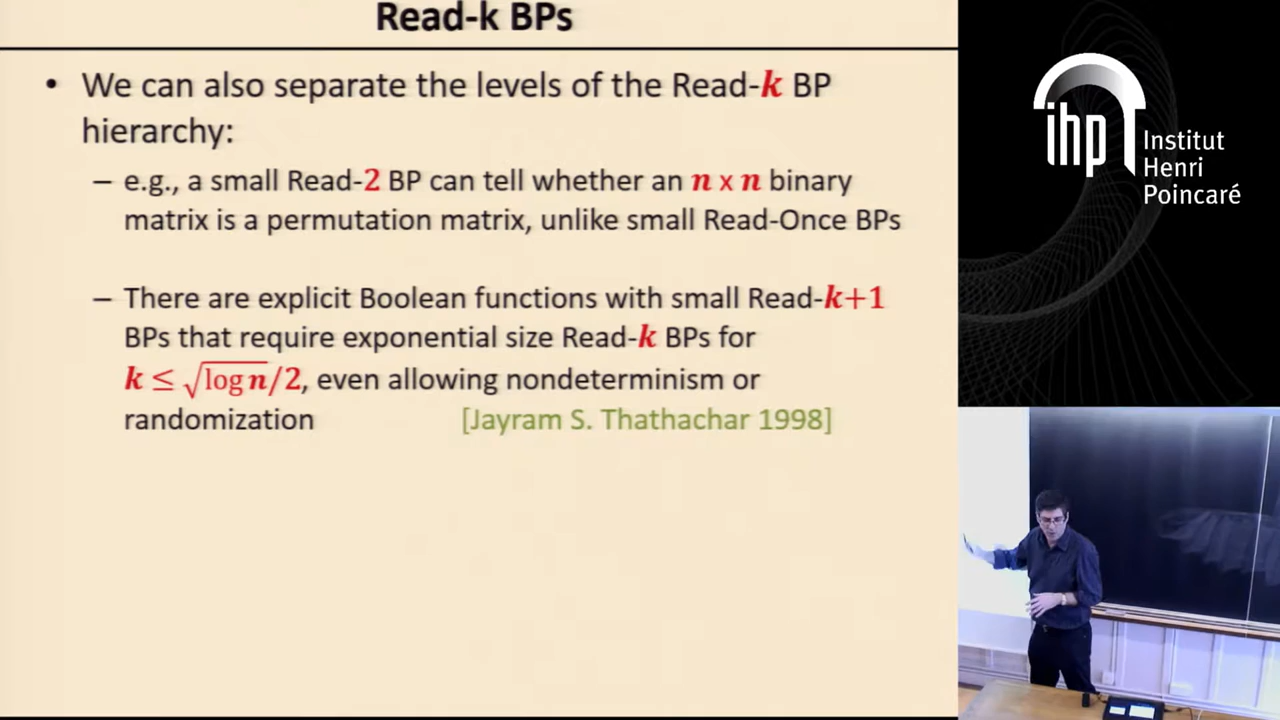 Read-k BPs
• We can also separate the levels of the Read-k BP
hierarchy:
– e.g., a small Read-2 BP can tell whether an n x n binary
matrix is a permutation matrix, unlike small Read-Once BPs
– There are explicit Boolean functions with small Read-k+1
BPs that require exponential size Read-k BPs for
k ≤ √log n/2, even allowing nondeterminism or
randomization [Jayram S. Thathachar 1998]
ihp
Institut
Henri
Poincaré